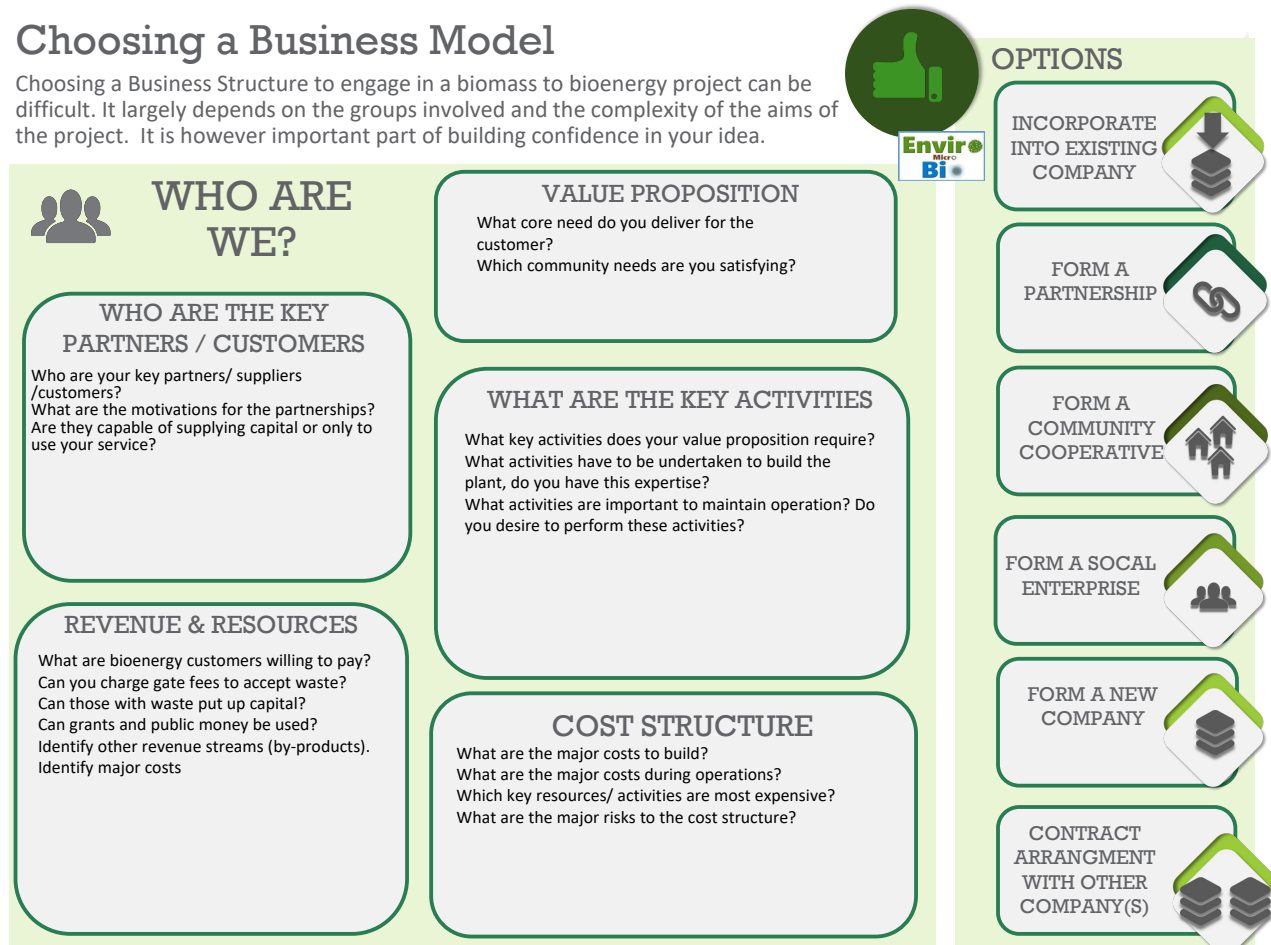 Choosing a Business Model
Choosing a Business Structure to engage in a biomass to bioenergy project can be
difficult. It largely depends on the groups involved and the complexity of the aims of
the project. It is however important part of building confidence in your idea.
Envir
Micro
Bi
WHO ARE
WE?
WHO ARE THE KEY
PARTNERS / CUSTOMERS
Who are your key partners/ suppliers
/customers?
What are the motivations for the partnerships?
Are they capable of supplying capital or only to
use your service?
REVENUE & RESOURCES
What are bioenergy customers willing to pay?
Can you charge gate fees to accept waste?
Can those with waste put up capital?
Can grants and public money be used?
Identify other revenue streams (by-products).
Identify major costs
VALUE PROPOSITION
What core need do you deliver for the
customer?
Which community needs are you satisfying?
WHAT ARE THE KEY ACTIVITIES
What key activities does your value proposition require?
What activities have to be undertaken to build the
plant, do you have this expertise?
What activities are important to maintain operation? Do
you desire to perform these activities?
COST STRUCTURE
What are the major costs to build?
What are the major costs during operations?
Which key resources/ activities are most expensive?
What are the major risks to the cost structure?
OPTIONS
INCORPORATE
INTO EXISTING
COMPANY
FORM A
PARTNERSHIP
FORM A
COMMUNITY
COOPERATIVE
FORM A SOCAL
ENTERPRISE
FORM A NEW
COMPANY
CONTRACT
ARRANGMENT
WITH OTHER
COMPANY(S)